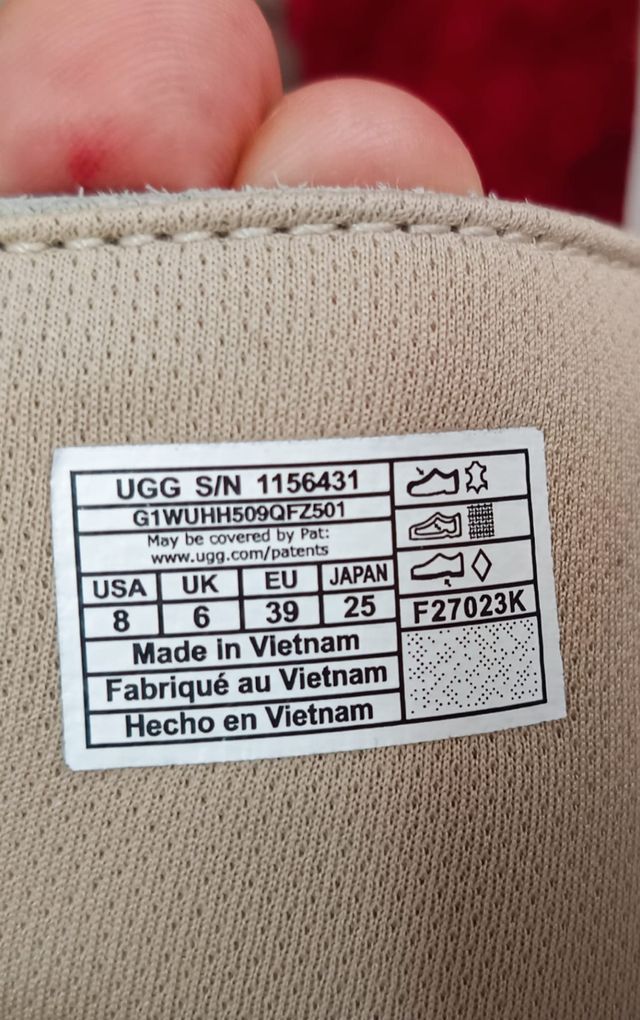 UGG S/N 1156431
G1WUHH509QFZ501
May be covered by Pat:
www.ugg.com/patents
USA UK EU JAPAN
8 6 39 25
F27023K
Made in Vietnam
Fabriqué au Vietnam
Hecho en Vietnam